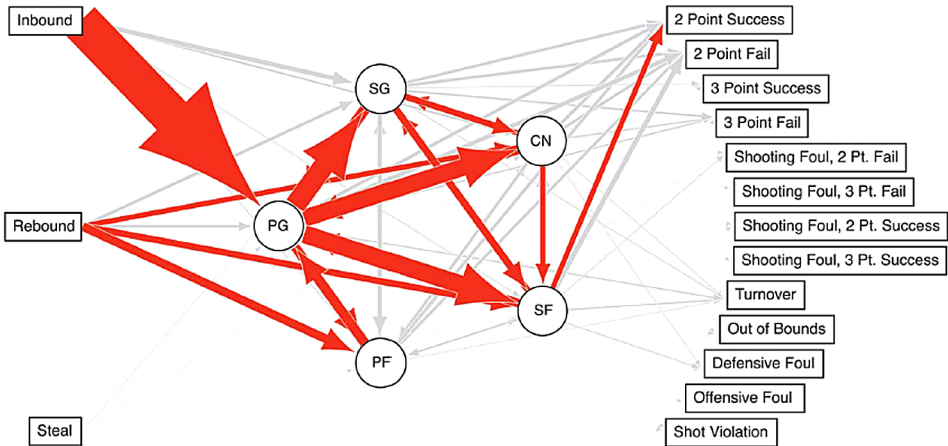 Inbound
Rebound
Steal
SG
CN
PG
SF
PF
2 Point Success
2 Point Fail
3 Point Success
3 Point Fail
Shooting Foul, 2 Pt. Fail
Shooting Foul, 3 Pt. Fail
Shooting Foul, 2 Pt. Success
Shooting Foul, 3 Pt. Success
Turnover
Out of Bounds
Defensive Foul
Offensive Foul
Shot Violation